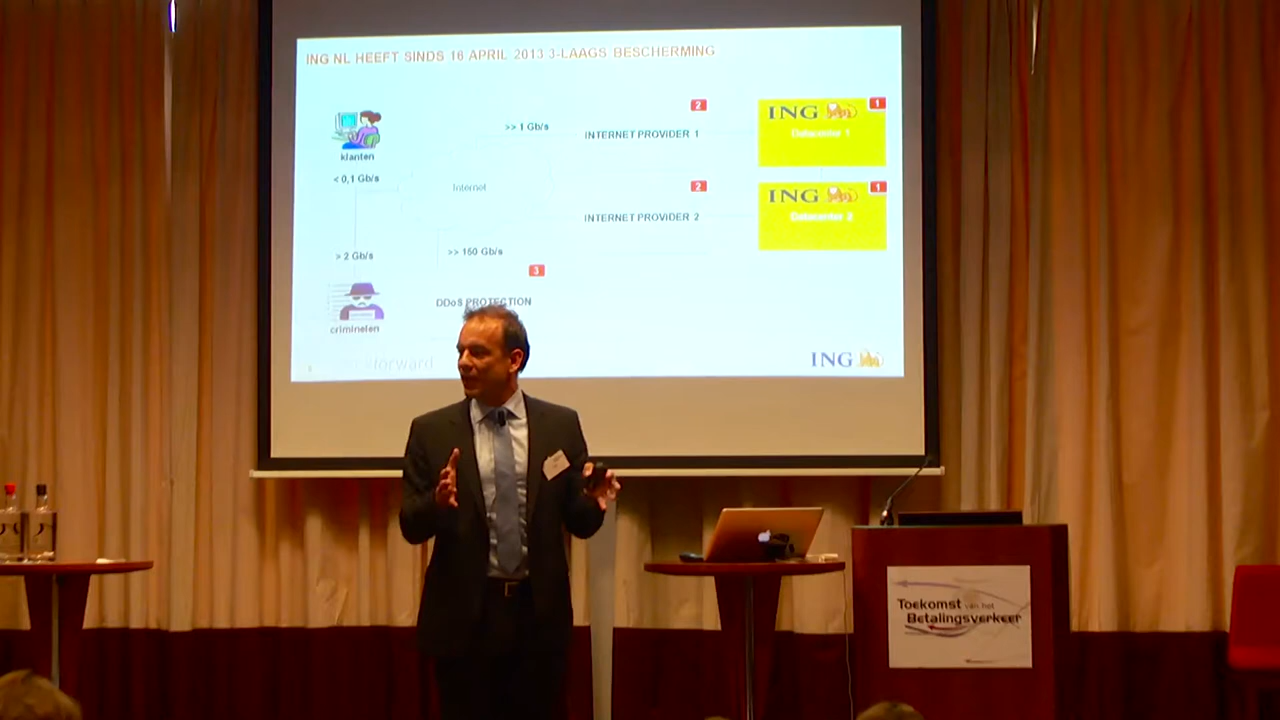 ING NL HEEFT SINDS 16 APRIL 2013 3-LAAGS BESCHERMING
2
1
ING
Datacenter 1
>> 1 Gb/s
INTERNET PROVIDER 1
klanten
< 0,1 Gb/s
Internet
2
1
ING
Datacenter 2
INTERNET PROVIDER 2
> 2 Gb/s
>> 160 Gb/s
3
DDoS PROTECTION
criminelen
forward
ING
Toekomst van het
Betalingsverkeer